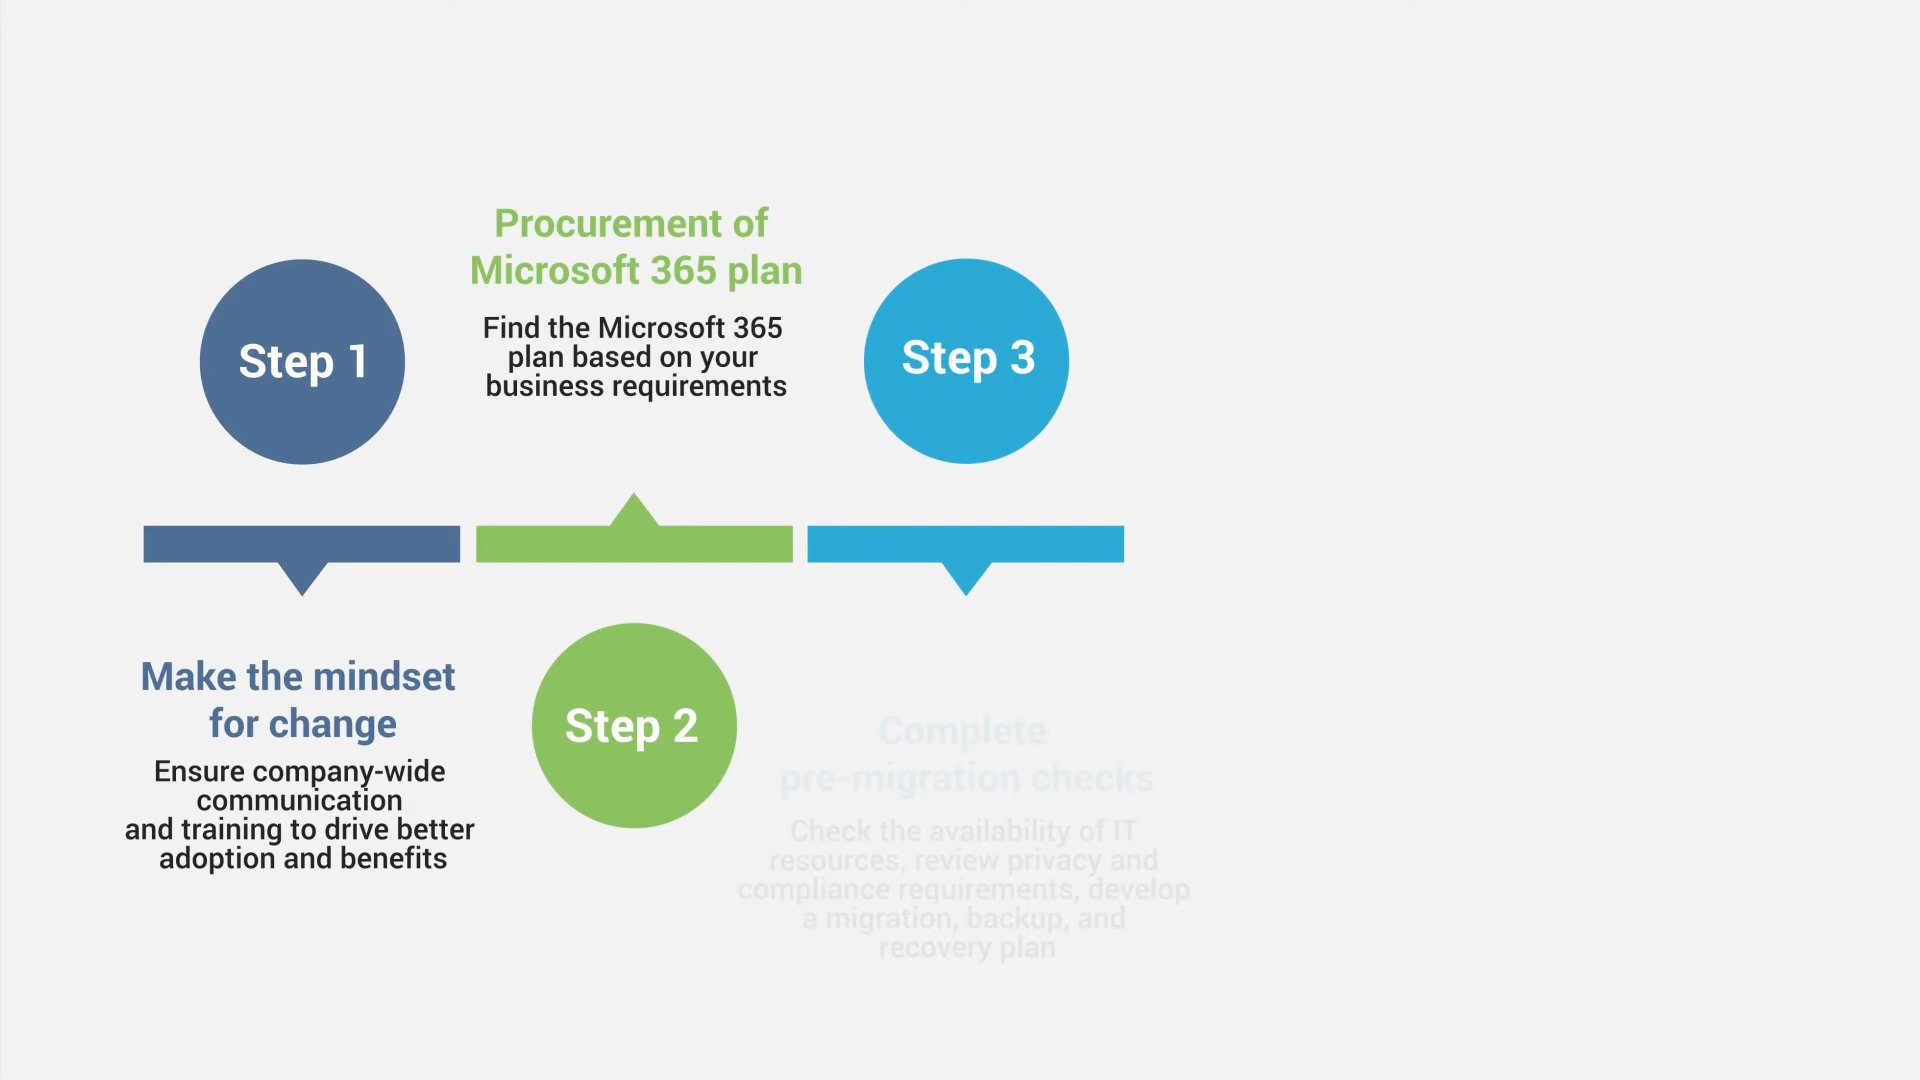 Step 1
Make the mindset
for change
Ensure company-wide
communication
and training to drive better
adoption and benefits
Procurement of
Microsoft 365 plan
Find the Microsoft 365
plan based on your
business requirements
Step 2
Step 3
Complete
pre-migration checks
Check the availability of IT
resources, review privacy and
compliance requirements, develop
a migration, backup, and
recovery plan